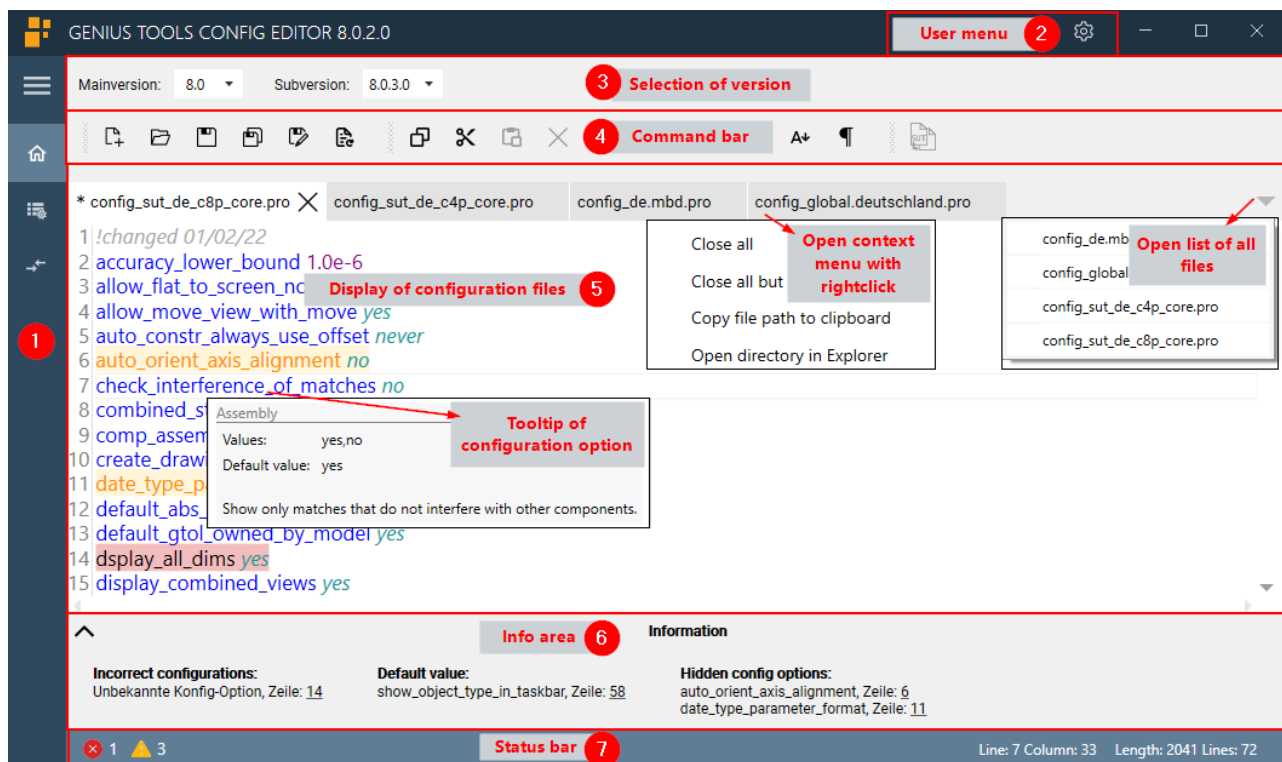 GENIUS TOOLS CONFIG EDITOR 8.0.2.0
User menu 2
Mainversion: 8.0 Subversion: 8.0.3.0
3 Selection of version
4 Command bar
A
¶
SUT
* config_sut_de_c8p_core.pro config_sut_de_c4p_core.pro config_de.mbd.pro config_global.deutschland.pro
1 !changed 01/02/22
2 accuracy_lower_bound 1.0e-6
3 allow_flat_to_screen_nc
4 allow_move_view_with_move yes
5 auto_constr_always_use_offset never
6 auto_orient_axis_alignment no
7 check_interference_of_matches no
8 combined_st
9 comp_assem
10 create_drawi
11 date_type_pa
12 default_abs_
13 default_gtol_owned_by_model yes
14 dsplay_all_dims yes
15 display_combined_views yes
Display of configuration files 5
1
Close all
Close all but
Copy file path to clipboard
Open directory in Explorer
Open context
menu with
rightclick
config_de.mb
config_global
config_sut_de_c4p_core.pro
config_sut_de_c8p_core.pro
Open list of all
files
Assembly
Values: yes,no
Default value: yes
Show only matches that do not interfere with other components.
Tooltip of
configuration option
Info area 6
Information
Incorrect configurations:
Unbekannte Konfig-Option, Zeile: 14
Default value:
show_object_type_in_taskbar, Zeile: 58
Hidden config options:
auto_orient_axis_alignment, Zeile: 6
date_type_parameter_format, Zeile: 11
1 3
Status bar 7
Line: 7 Column: 33 Length: 2041 Lines: 72